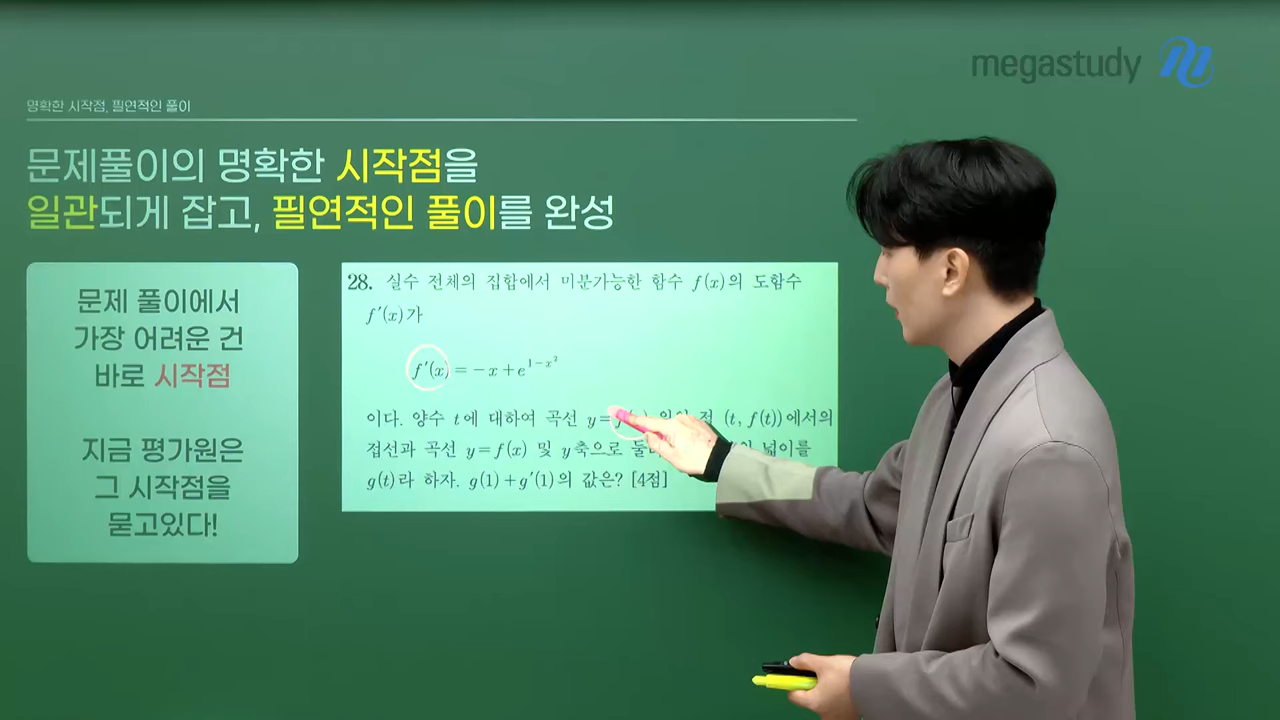 megastudy
명확한 시작점, 필연적인 풀이
문제풀이의 명확한 시작점을
일관되게 잡고, 필연적인 풀이를 완성
문제 풀이에서
가장 어려운 건
바로 시작점
지금 평가원은
그 시작점을
묻고있다!
28. 실수 전체의 집합에서 미분가능한 함수 f(x)의 도함수
f′(x)가
f′(x) = −x + e^{1−x²}
이다. 양수 t에 대하여 곡선 y= 점 (t, f(t))에서의
접선과 곡선 y=f(x) 및 y축으로 넓이를
g(t)라 하자. g(1)+g′(1)의 값은? [4점]